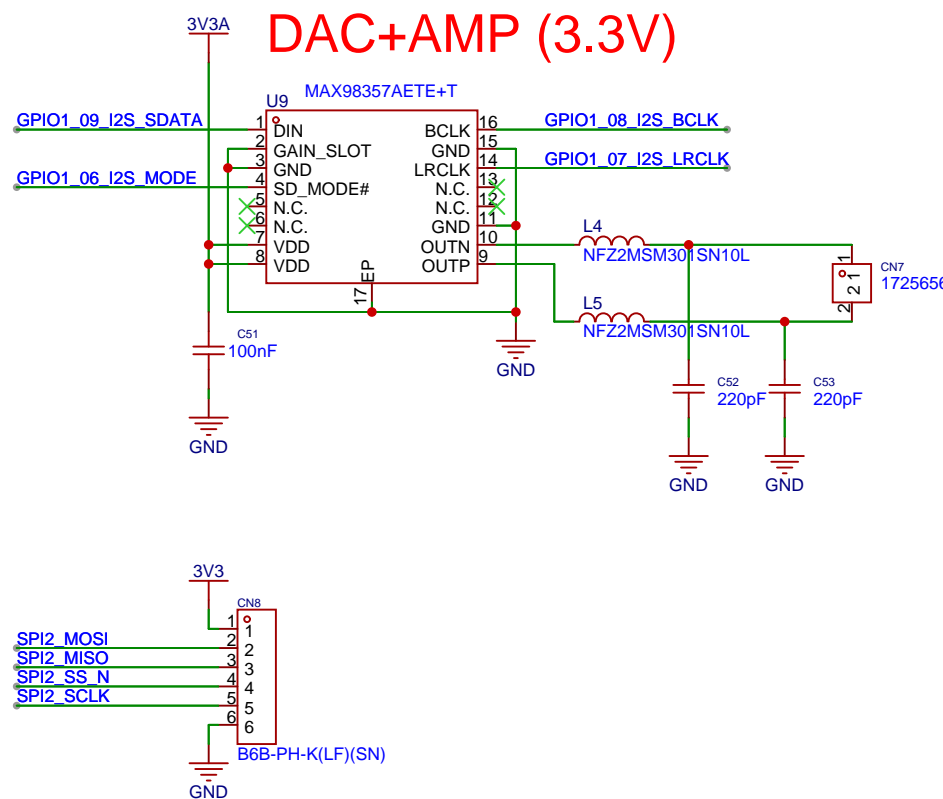 DAC+AMP (3.3V)
3V3A
U9
MAX98357AETE+T
GPIO1_09_I2S_SDATA
1 DIN
2 GAIN_SLOT
3 GND
GPIO1_06_I2S_MODE
4 SD_MODE#
5 N.C.
6 N.C.
7 VDD
8 VDD
17 EP
BCLK 16
GPIO1_08_I2S_BCLK
GND 15
LRCLK 14
GPIO1_07_I2S_LRCLK
N.C. 13
N.C. 12
GND 11
OUTN 10
OUTP 9
L4
NFZ2MSM301SN10L
L5
NFZ2MSM301SN10L
1
1
2
2
CN7
1725656
C51
100nF
GND
GND
C52
220pF
C53
220pF
GND
GND
3V3
CN8
1 1
SPI2_MOSI 2 2
SPI2_MISO 3 3
SPI2_SS_N 4 4
SPI2_SCLK 5 5
6 6
B6B-PH-K(LF)(SN)
GND